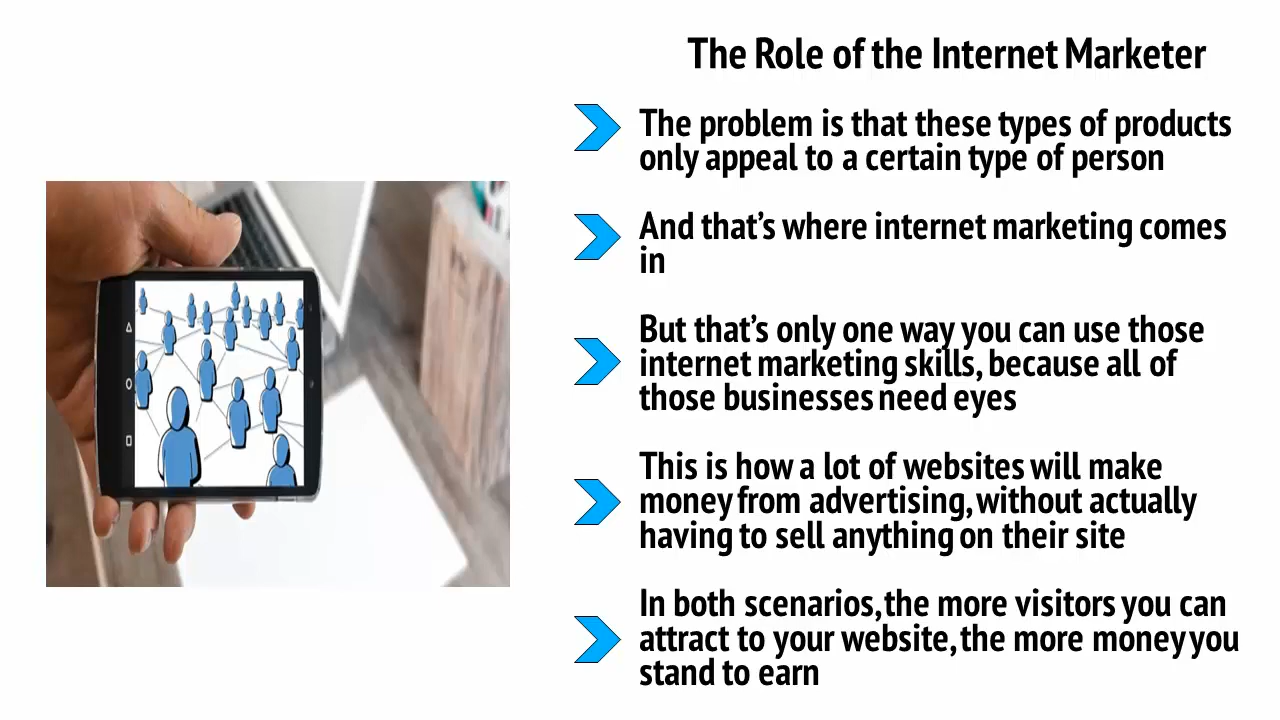 The Role of the Internet Marketer
The problem is that these types of products
only appeal to a certain type of person
And that's where internet marketing comes
in
But that's only one way you can use those
internet marketing skills, because all of
those businesses need eyes
This is how a lot of websites will make
money from advertising, without actually
having to sell anything on their site
In both scenarios, the more visitors you can
attract to your website, the more money you
stand to earn